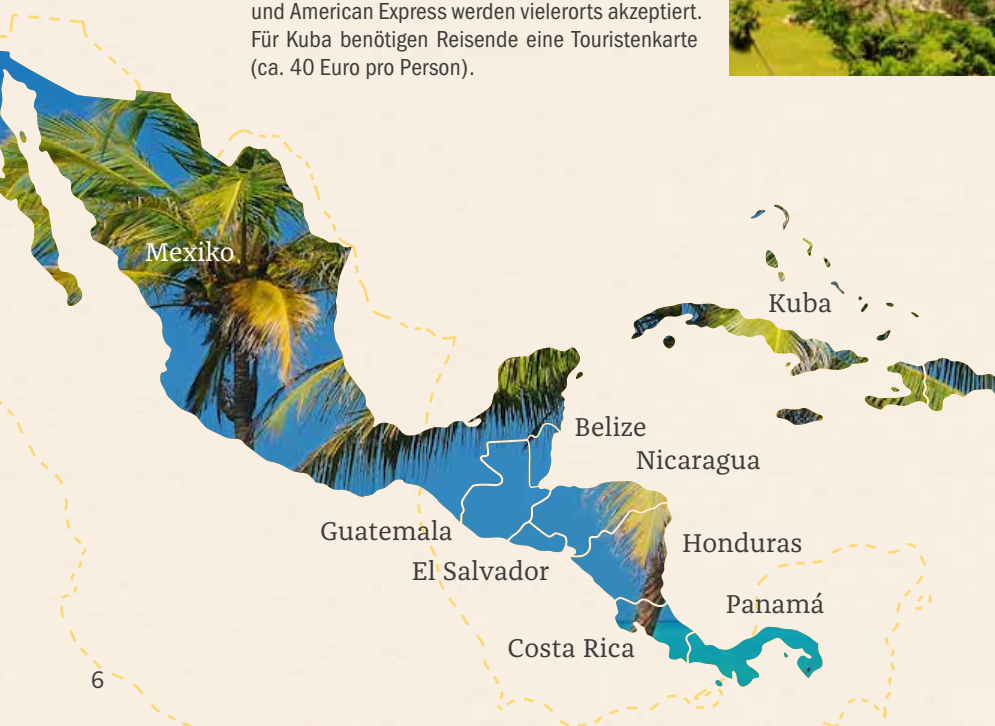 und American Express werden vielerorts akzeptiert.
Für Kuba benötigen Reisende eine Touristenkarte
(ca. 40 Euro pro Person).
Mexiko
Kuba
Belize
Nicaragua
Guatemala
Honduras
El Salvador
Panamá
Costa Rica
6